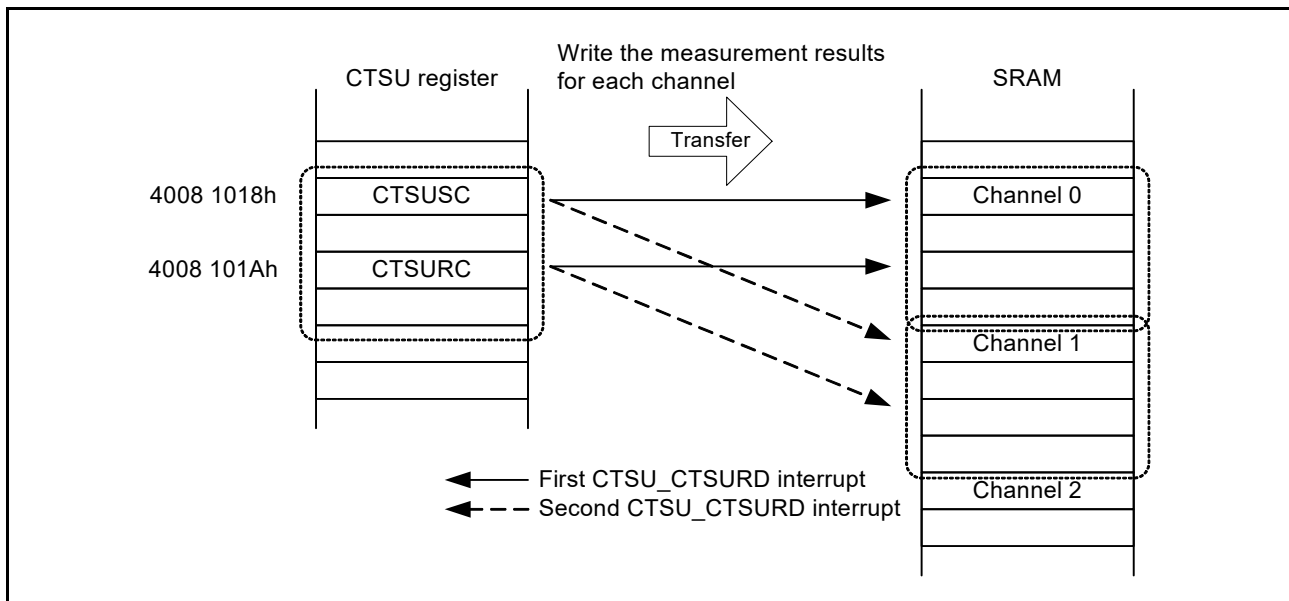 Write the measurement results
for each channel
CTSU register
SRAM
Transfer
4008 1018h
CTSUSC
Channel 0
4008 101Ah
CTSURC
Channel 1
First CTSU_CTSURD interrupt
Second CTSU_CTSURD interrupt
Channel 2